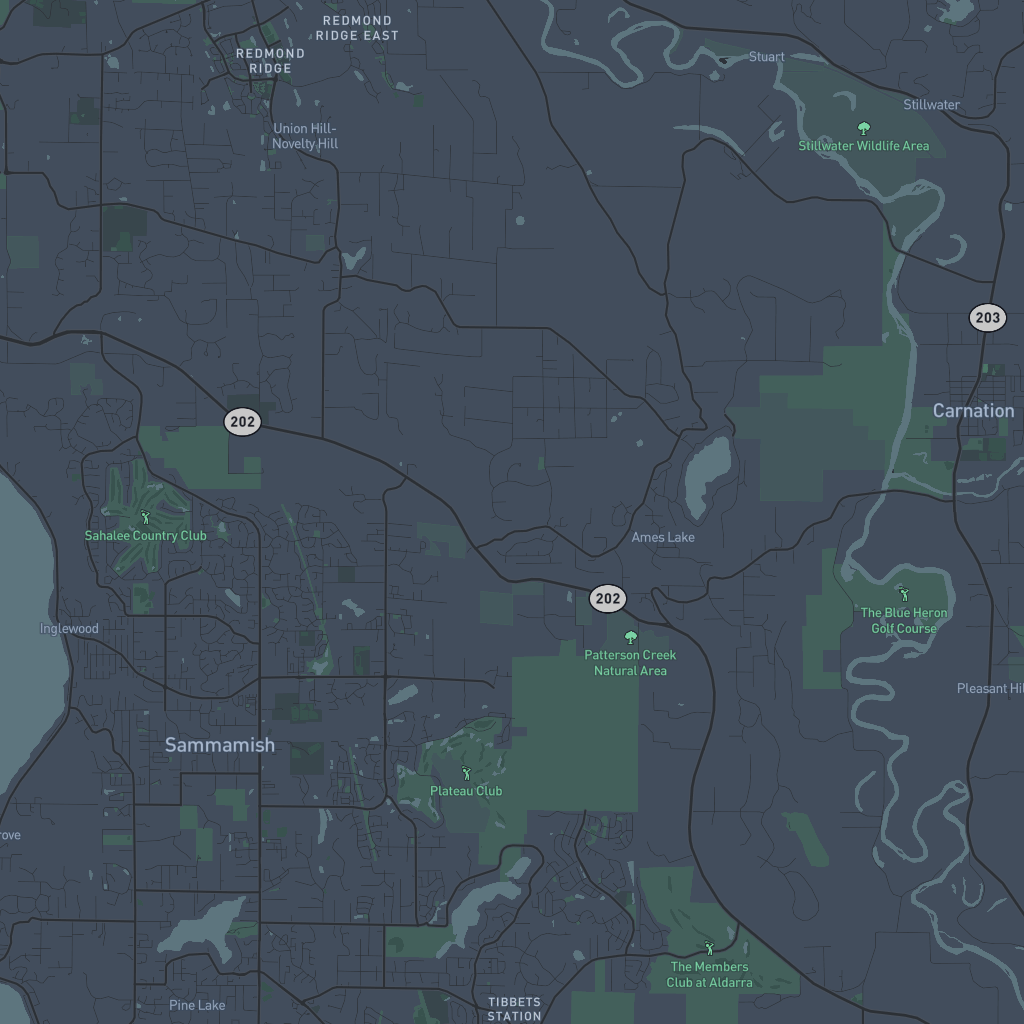 REDMOND
RIDGE EAST
REDMOND
RIDGE
Stuart
Stillwater
Union Hill-
Novelty Hill
Stillwater Wildlife Area
203
Carnation
202
Sahalee Country Club
Ames Lake
202
The Blue Heron
Golf Course
Inglewood
Patterson Creek
Natural Area
Pleasant Hil
Sammamish
Plateau Club
rove
The Members
Club at Aldarra
Pine Lake
TIBBETS
STATION